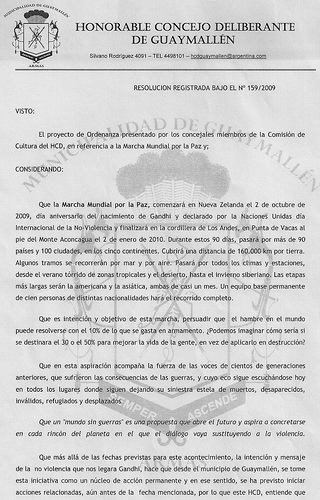 MUNICIPALIDAD DE GUAYMALLÉN
ARMAS
HONORABLE CONCEJO DELIBERANTE
DE GUAYMALLÉN
Silvano Rodríguez 4091 – TEL 4498101 – hcdguaymallen@argentina.com
RESOLUCION REGISTRADA BAJO EL Nº 159/2009
VISTO:
El proyecto de Ordenanza presentado por los concejales miembros de la Comisión de
Cultura del HCD, en referencia a la Marcha Mundial por la Paz y;
CONSIDERANDO:
Que la Marcha Mundial por la Paz, comenzará en Nueva Zelanda el 2 de octubre de
2009, día aniversario del nacimiento de Gandhi y declarado por la Naciones Unidas día
Internacional de la No-Violencia y finalizará en la cordillera de Los Andes, en Punta de Vacas al
pie del Monte Aconcagua el 2 de enero de 2010. Durante estos 90 días, pasará por más de 90
países y 100 ciudades, en los cinco continentes. Cubrirá una distancia de 160.000 km por tierra.
Algunos tramos se recorrerán por mar y por aire. Pasará por todos los climas y estaciones,
desde el verano tórrido de zonas tropicales y el desierto, hasta el invierno siberiano. Las etapas
más largas serán la americana y la asiática, ambas de casi un mes. Un equipo base permanente
de cien personas de distintas nacionalidades hará el recorrido completo.
Que es intención y objetivo de esta marcha, persuadir que el hambre en el mundo
puede resolverse con el 10% de lo que se gasta en armamento. ¿Podemos imaginar cómo sería si
se destinara el 30 o el 50% para mejorar la vida de la gente, en vez de aplicarlo en destrucción?
Que en esta aspiración acompaña la fuerza de las voces de cientos de generaciones
anteriores, que sufrieron las consecuencias de las guerras, y cuyo eco sigue escuchándose hoy
en todos los lugares donde siguen dejando su siniestra estela de muertos, desaparecidos,
inválidos, refugiados y desplazados.
Que un "mundo sin guerras" es una propuesta que abre el futuro y aspira a concretarse
en cada rincón del planeta en el que el diálogo vaya sustituyendo a la violencia.
Que más allá de las fechas previstas para este acontecimiento, la intención y mensaje
de la no violencia que nos legara Gandhi, hace que desde el municipio de Guaymallén, se tome
esta iniciativa como un núcleo de acción permanente y en ese sentido, se ha previsto iniciar
acciones relacionadas, aún antes de la fecha mencionada, por lo que este HCD, entiende que
MUNICIPALIDAD DE GUAYMALLÉN
SEMPER ASCENDE
ARMAS